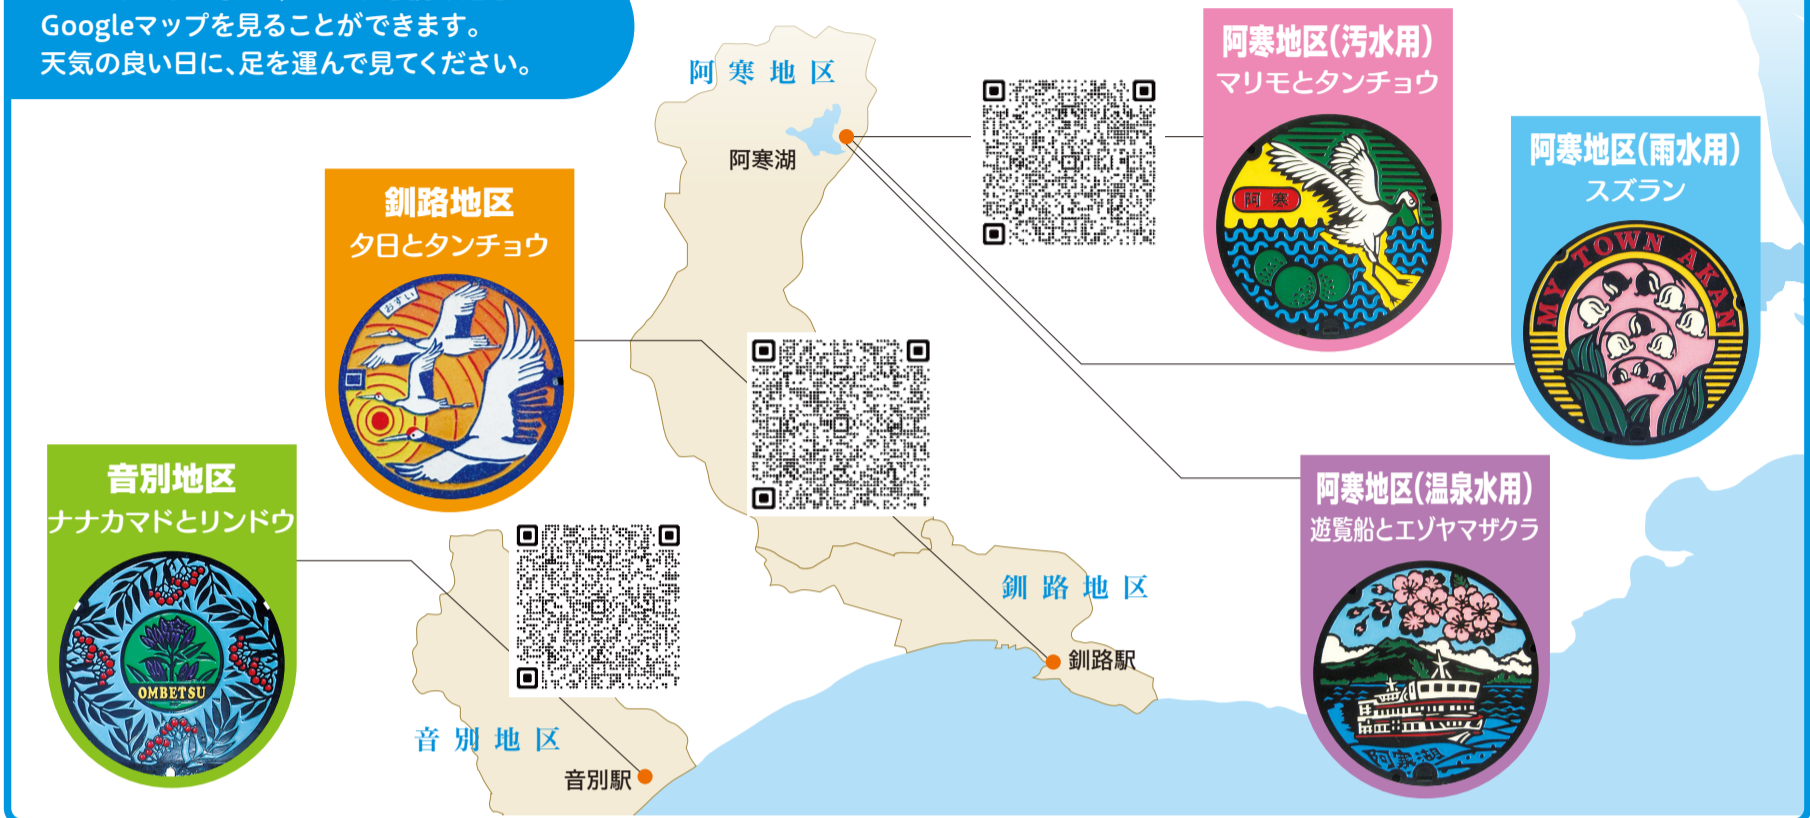 Googleマップを見ることができます。
天気の良い日に、足を運んで見てください。
阿寒地区
阿寒湖
阿寒地区(汚水用)
マリモとタンチョウ
阿寒
阿寒地区(雨水用)
スズラン
MY TOWN AKAN
釧路地区
夕日とタンチョウ
おすい
音別地区
ナナカマドとリンドウ
OMBETSU
阿寒地区(温泉水用)
遊覧船とエゾヤマザクラ
阿寒湖
釧路地区
釧路駅
音別地区
音別駅